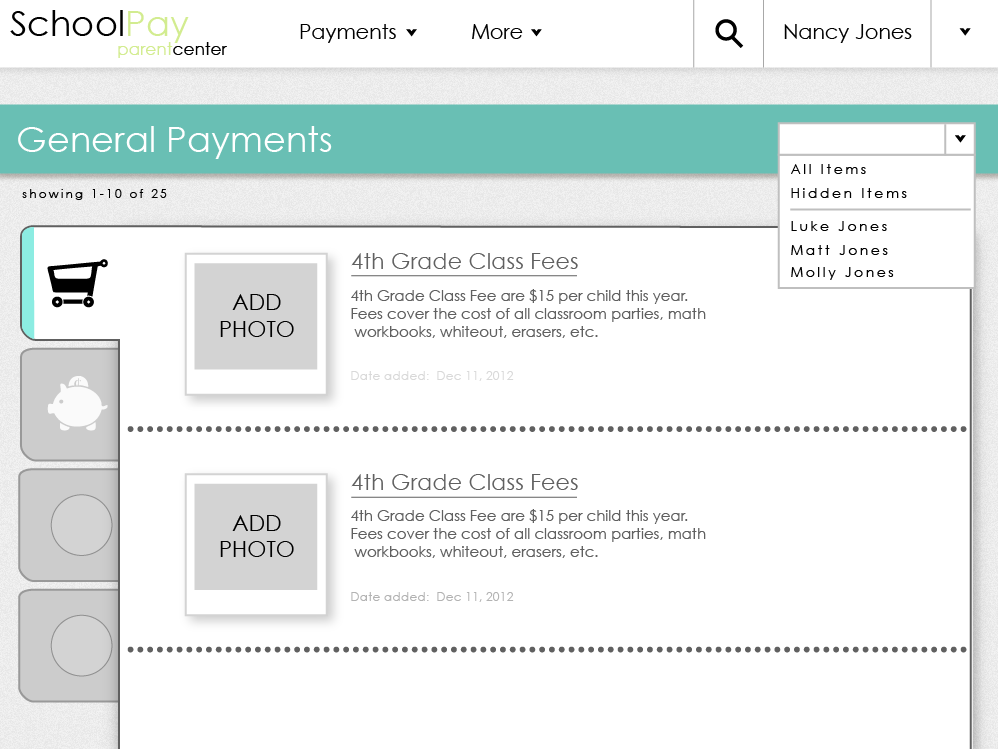 SchoolPay
parentcenter
Payments
More
Nancy Jones
General Payments
All Items
Hidden Items
Luke Jones
Matt Jones
Molly Jones
showing 1-10 of 25
ADD
PHOTO
4th Grade Class Fees
4th Grade Class Fee are $15 per child this year.
Fees cover the cost of all classroom parties, math
workbooks, whiteout, erasers, etc.
Date added: Dec 11, 2012
ADD
PHOTO
4th Grade Class Fees
4th Grade Class Fee are $15 per child this year.
Fees cover the cost of all classroom parties, math
workbooks, whiteout, erasers, etc.
Date added: Dec 11, 2012